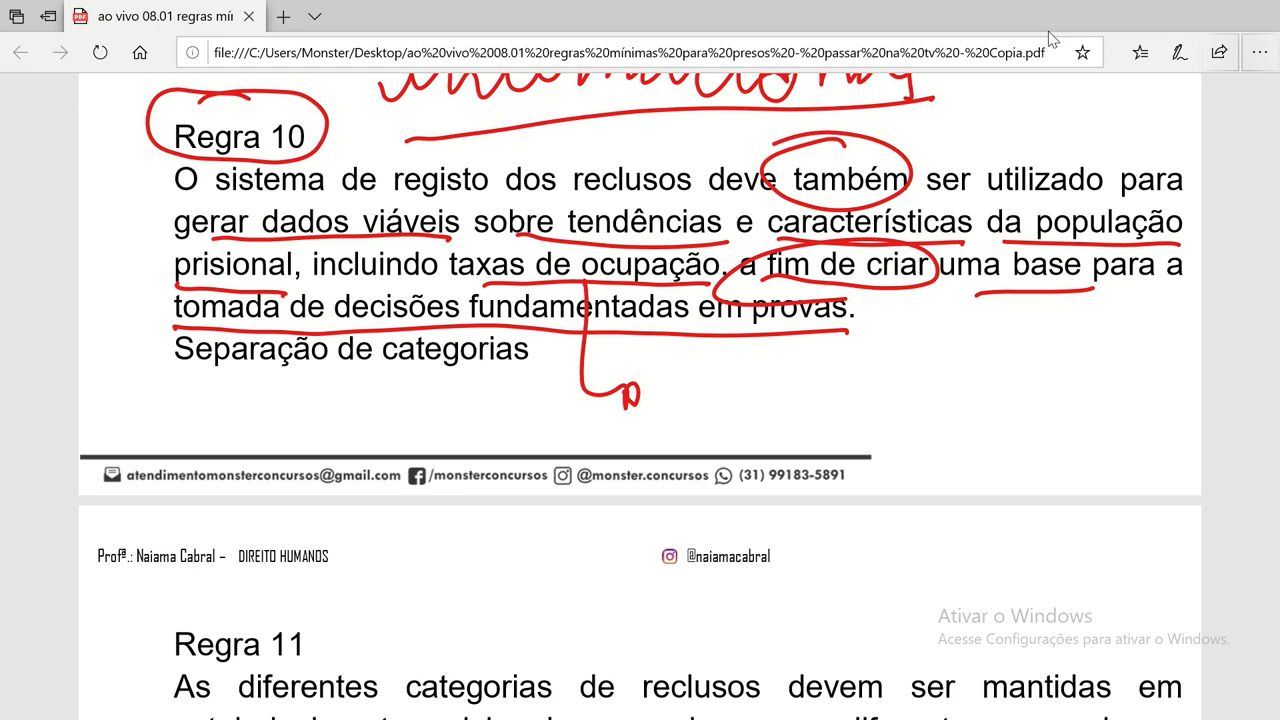 ao vivo 08.01 regras mín
file:///C:/Users/Monster/Desktop/ao%20vivo%2008.01%20regras%20mínimas%20para%20presos%20-%20passar%20na%20tv%20-%20Copia.pdf
Regra 10
O sistema de registo dos reclusos deve também ser utilizado para
gerar dados viáveis sobre tendências e características da população
prisional, incluindo taxas de ocupação, a fim de criar uma base para a
tomada de decisões fundamentadas em provas.
Separação de categorias
atendimentomonsterconcursos@gmail.com /monsterconcursos @monster.concursos (31) 99183-5891
Profª.: Naiama Cabral – DIREITO HUMANOS @naiamacabral
Ativar o Windows
Acesse Configurações para ativar o Windows.
Regra 11
As diferentes categorias de reclusos devem ser mantidas em